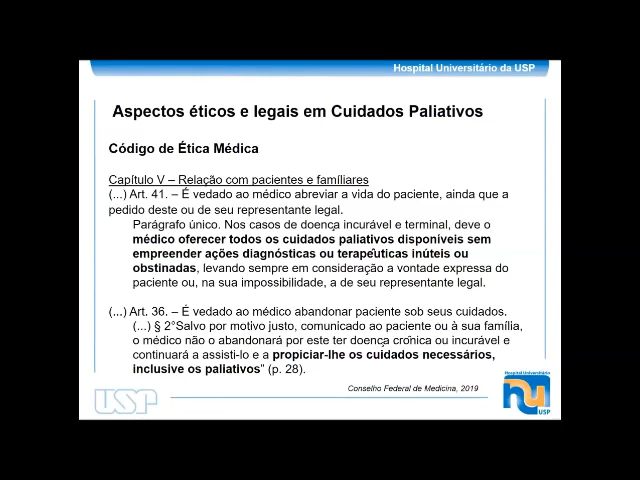 Hospital Universitário da USP
Aspectos éticos e legais em Cuidados Paliativos
Código de Ética Médica
Capítulo V – Relação com pacientes e famíliares
(...) Art. 41. – É vedado ao médico abreviar a vida do paciente, ainda que a
pedido deste ou de seu representante legal.
Parágrafo único. Nos casos de doença incurável e terminal, deve o
médico oferecer todos os cuidados paliativos disponíveis sem
empreender ações diagnósticas ou terapêuticas inúteis ou
obstinadas, levando sempre em consideração a vontade expressa do
paciente ou, na sua impossibilidade, a de seu representante legal.
(...) Art. 36. – É vedado ao médico abandonar paciente sob seus cuidados.
(...) § 2°Salvo por motivo justo, comunicado ao paciente ou à sua família,
o médico não o abandonará por este ter doença crônica ou incurável e
continuará a assisti-lo e a propiciar-lhe os cuidados necessários,
inclusive os paliativos” (p. 28).
Conselho Federal de Medicina, 2019
USP
Hospital Universitário
hu
USP